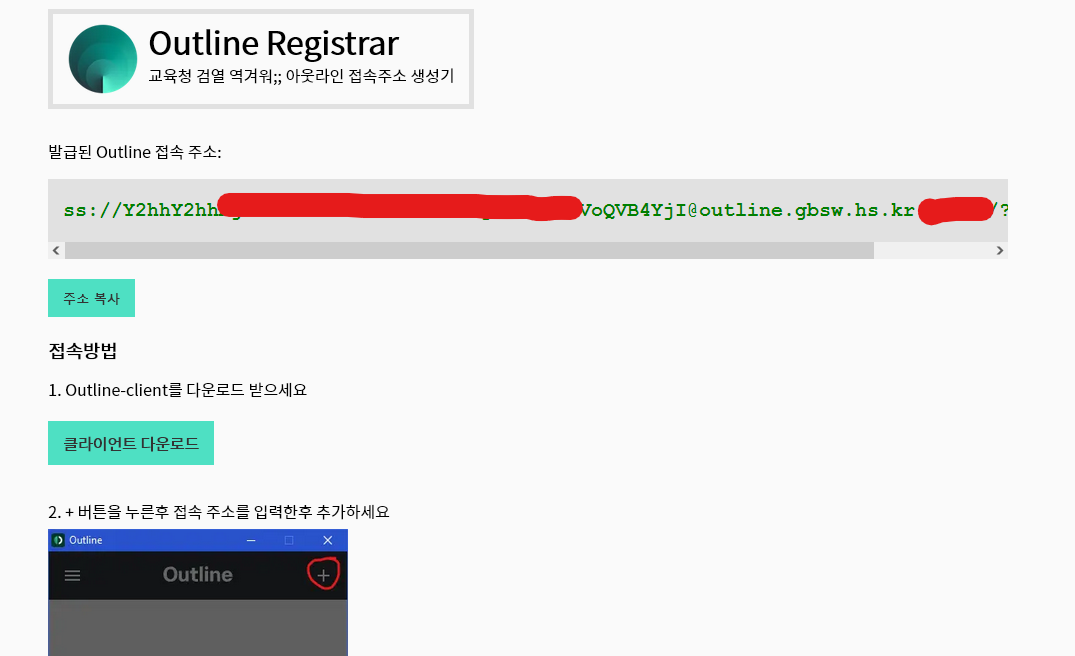 Outline Registrar
교육청 검열 역겨워;; 아웃라인 접속주소 생성기
발급된 Outline 접속 주소:
ss://Y2hhY2hh VoQVB4YjI@outline.gbsw.hs.kr /?
주소 복사
접속방법
1. Outline-client를 다운로드 받으세요
클라이언트 다운로드
2. + 버튼을 누른후 접속 주소를 입력한후 추가하세요
Outline
Outline